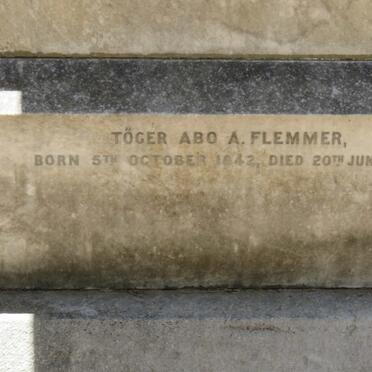 TÖGER ABO A. FLEMMER,
BORN 5TH OCTOBER 1842, DIED 20TH JUN